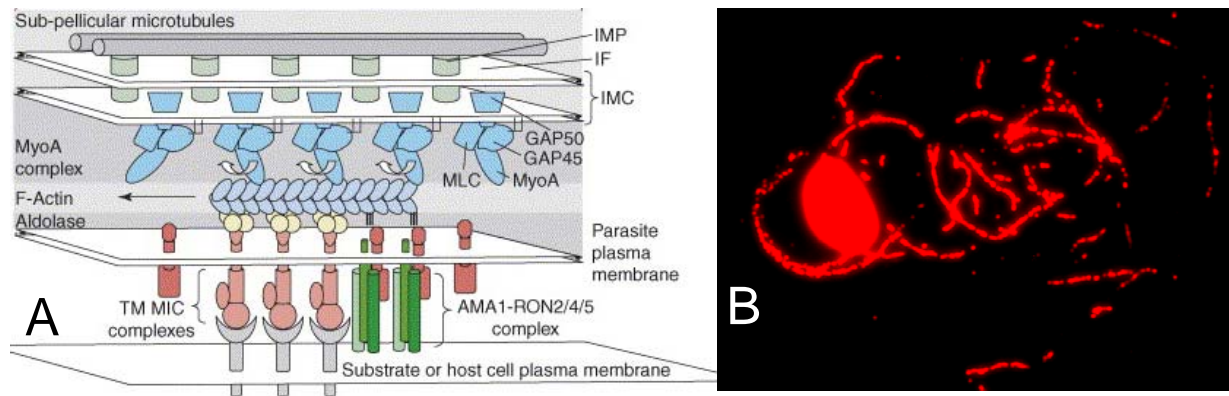 Sub-pellicular microtubules
IMP
IF
IMC
GAP50
GAP45
MyoA
complex
MLC
MyoA
F-Actin
Aldolase
Parasite
plasma
membrane
TM MIC
complexes
AMA1-RON2/4/5
complex
A
Substrate or host cell plasma membrane
B